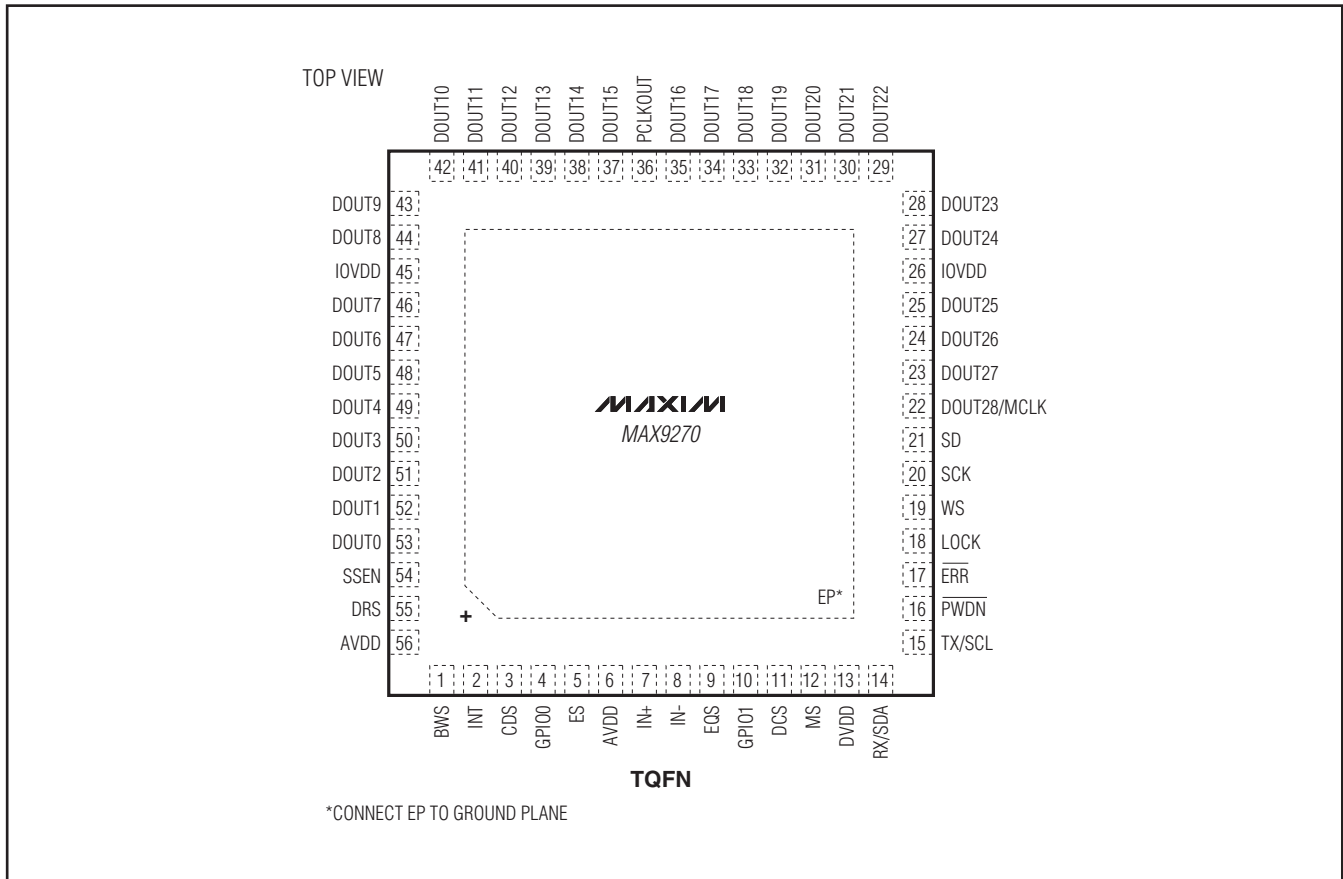 TOP VIEW
DOUT10
DOUT11
DOUT12
DOUT13
DOUT14
DOUT15
PCLKOUT
DOUT16
DOUT17
DOUT18
DOUT19
DOUT20
DOUT21
DOUT22
42 41 40 39 38 37 36 35 34 33 32 31 30 29
DOUT9 43
DOUT8 44
IOVDD 45
DOUT7 46
DOUT6 47
DOUT5 48
DOUT4 49
DOUT3 50
DOUT2 51
DOUT1 52
DOUT0 53
SSEN 54
DRS 55
AVDD 56
28 DOUT23
27 DOUT24
26 IOVDD
25 DOUT25
24 DOUT26
23 DOUT27
22 DOUT28/MCLK
21 SD
20 SCK
19 WS
18 LOCK
17 ERR
16 PWDN
15 TX/SCL
MAXIM
MAX9270
EP*
+
1 2 3 4 5 6 7 8 9 10 11 12 13 14
BWS
INT
CDS
GPIO0
ES
AVDD
IN+
IN-
EQS
GPIO1
DCS
MS
DVDD
RX/SDA
TQFN
*CONNECT EP TO GROUND PLANE